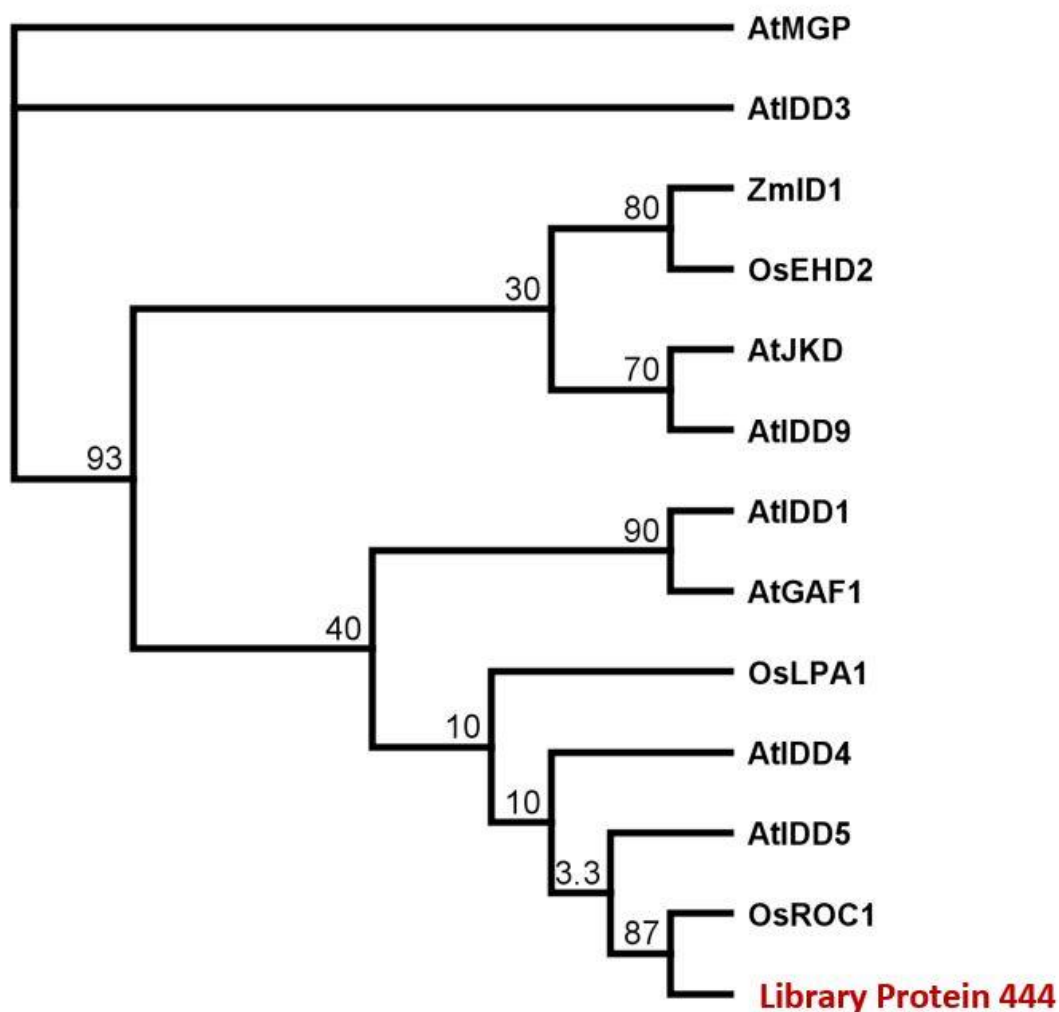 AtMGP
AtIDD3
ZmID1
80
OsEHD2
30
AtJKD
70
AtIDD9
93
AtIDD1
90
AtGAF1
40
OsLPA1
10
AtIDD4
10
AtIDD5
3.3
OsROC1
87
Library Protein 444